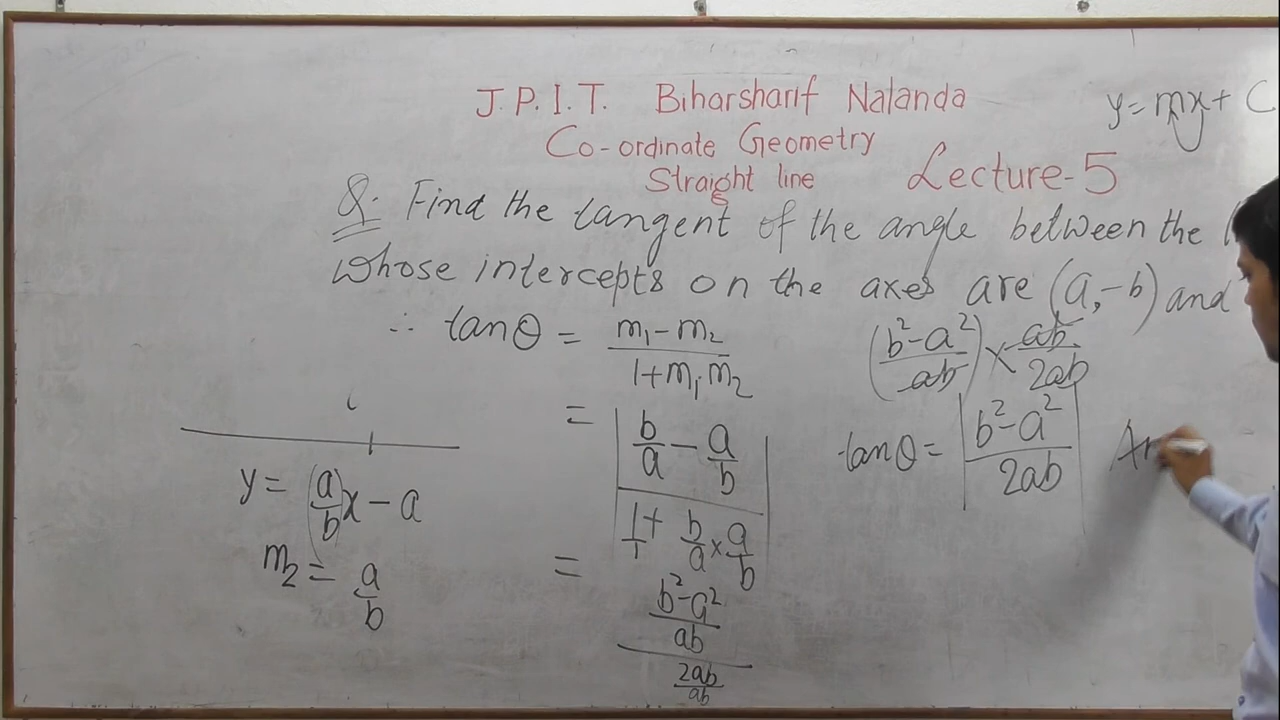 J.P.I.T. Biharsharif Nalanda
y=mx+ C
Co-ordinate Geometry
Straight line
Lecture-5
Q. Find the tangent of the angle between the
whose intercepts on the axes are (a,-b) and
∴ tanθ = m₁-m₂ / 1+m₁.m₂
(b²-a² / ab) × ab / 2ab
= | b/a - a/b / 1/1 + b/a × a/b |
tanθ = | b²-a² / 2ab |
y = (a/b)x - a
m₂ = a/b
= b²-a² / ab / 2ab / ab